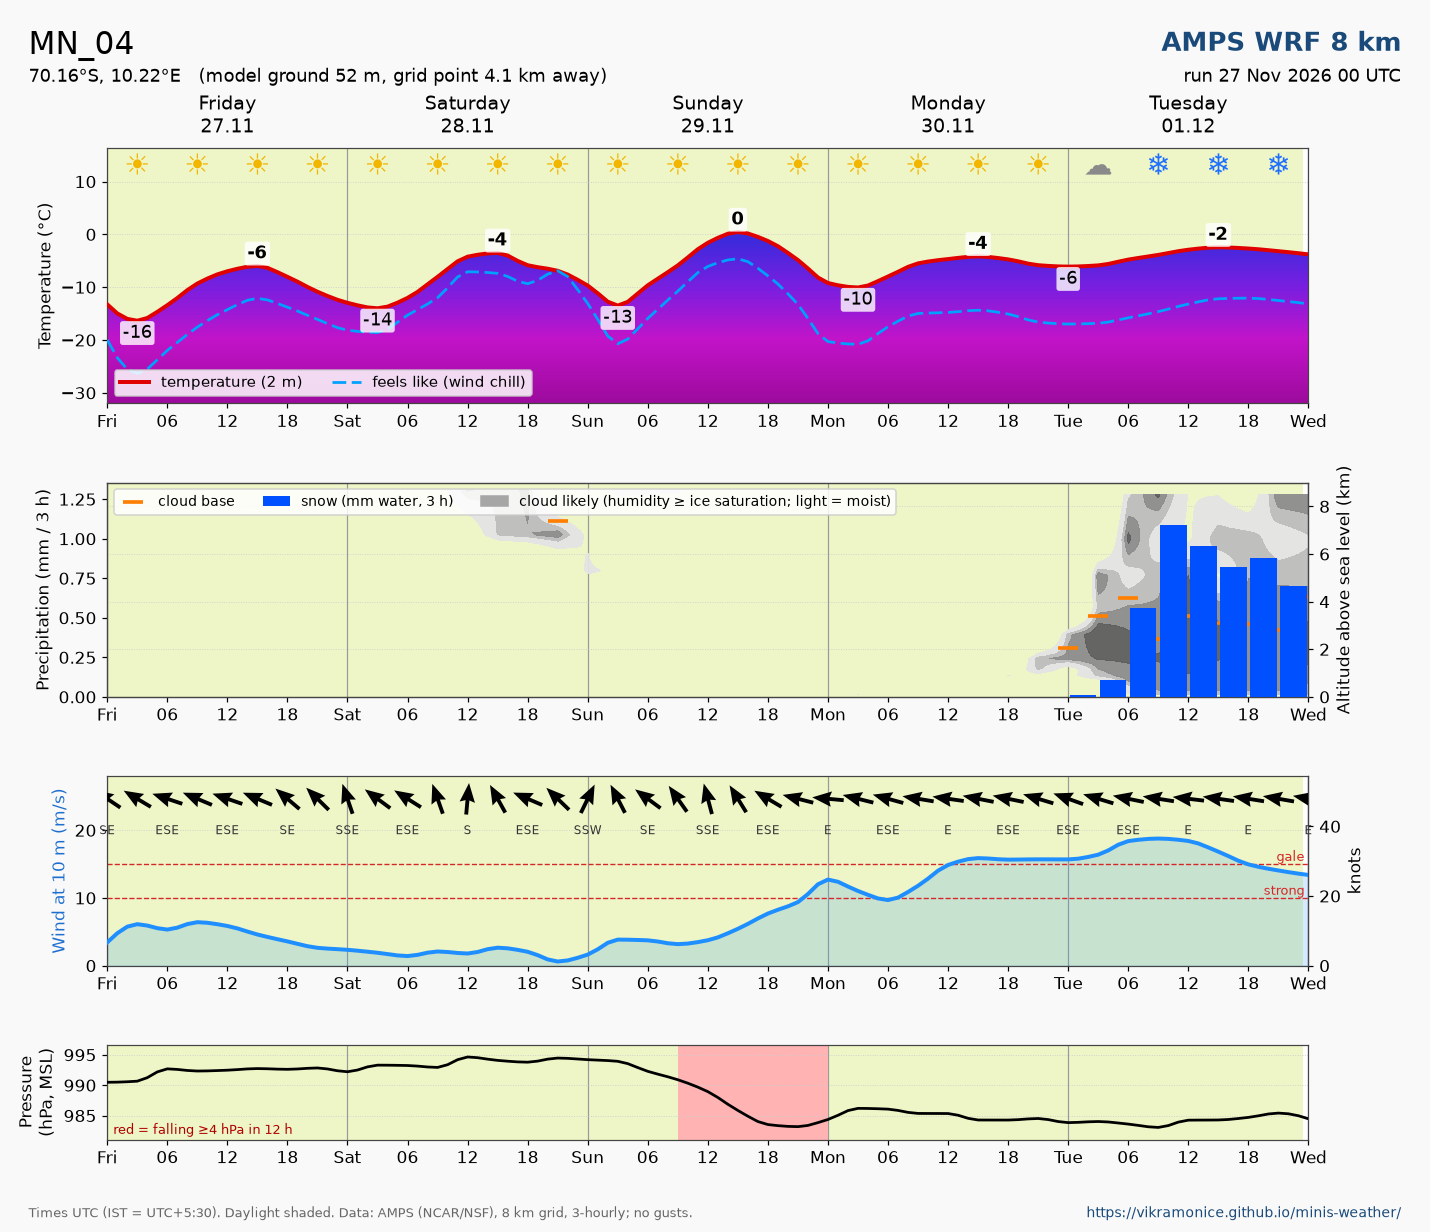 MN_04
AMPS WRF 8 km
70.16°S, 10.22°E (model ground 52 m, grid point 4.1 km away)
run 27 Nov 2026 00 UTC
Friday Saturday Sunday Monday Tuesday
27.11 28.11 29.11 30.11 01.12
Temperature (°C)
10
0
−10
−20
−30
-6 -4 0 -4 -2
-16 -14 -13 -10 -6
temperature (2 m) feels like (wind chill)
Fri 06 12 18 Sat 06 12 18 Sun 06 12 18 Mon 06 12 18 Tue 06 12 18 Wed
Precipitation (mm / 3 h)
1.25
1.00
0.75
0.50
0.25
0.00
cloud base snow (mm water, 3 h) cloud likely (humidity ≥ ice saturation; light = moist)
8
6
4
2
0
Altitude above sea level (km)
Fri 06 12 18 Sat 06 12 18 Sun 06 12 18 Mon 06 12 18 Tue 06 12 18 Wed
Wind at 10 m (m/s)
20
10
0
SE ESE ESE SE SSE ESE S ESE SSW SE SSE ESE E ESE E ESE ESE ESE E E E
gale
strong
40
20
0
knots
Fri 06 12 18 Sat 06 12 18 Sun 06 12 18 Mon 06 12 18 Tue 06 12 18 Wed
Pressure
(hPa, MSL)
995
990
985
red = falling ≥4 hPa in 12 h
Fri 06 12 18 Sat 06 12 18 Sun 06 12 18 Mon 06 12 18 Tue 06 12 18 Wed
Times UTC (IST = UTC+5:30). Daylight shaded. Data: AMPS (NCAR/NSF), 8 km grid, 3-hourly; no gusts.
https://vikramonice.github.io/minis-weather/